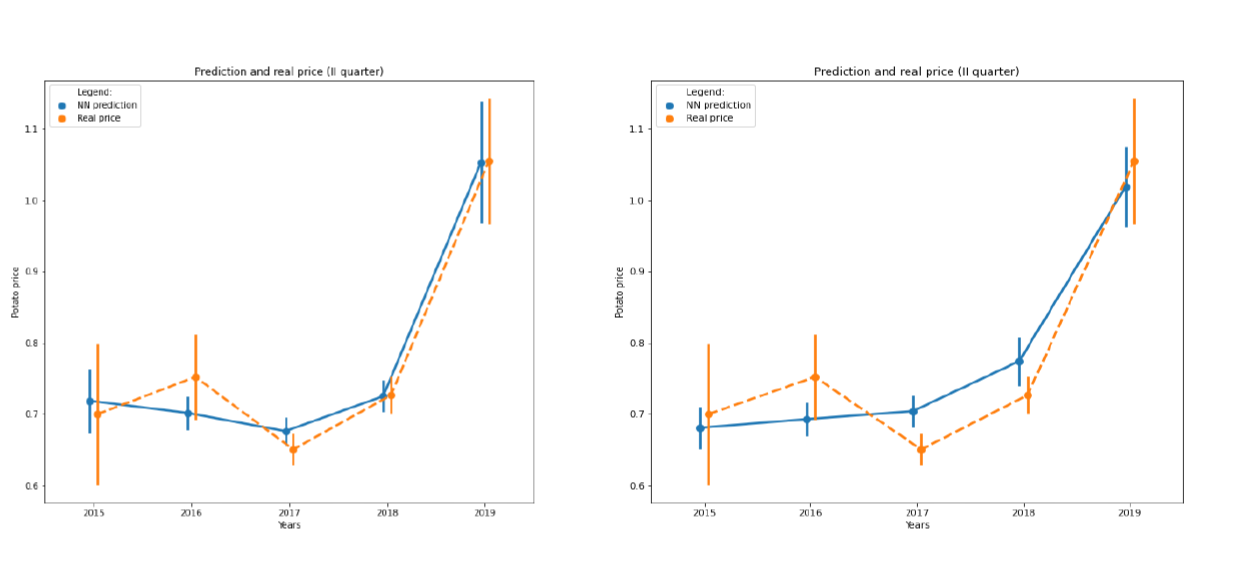 Prediction and real price (II quarter)
Legend:
NN prediction
Real price
1.1
1.0
0.9
0.8
0.7
0.6
Potato price
2015 2016 2017 2018 2019
Years
Prediction and real price (II quarter)
Legend:
NN prediction
Real price
1.1
1.0
0.9
0.8
0.7
0.6
Potato price
2015 2016 2017 2018 2019
Years